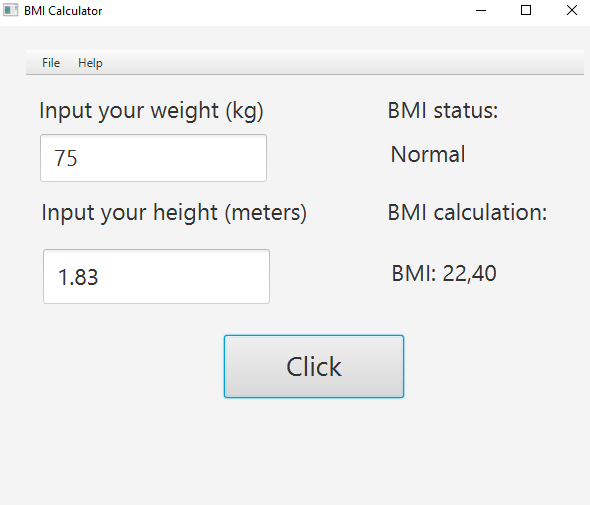 BMI Calculator
File Help
Input your weight (kg)
75
Input your height (meters)
1.83
BMI status:
Normal
BMI calculation:
BMI: 22,40
Click